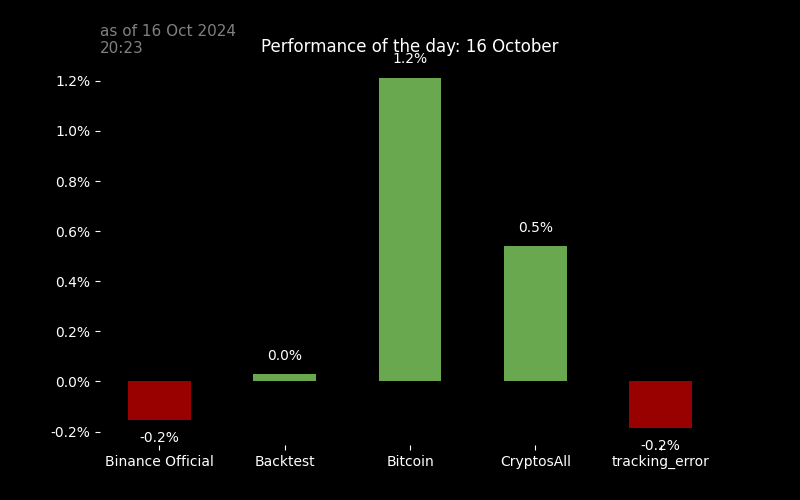 as of 16 Oct 2024
20:23
Performance of the day: 16 October
1.2%
1.2%
1.0%
0.8%
0.6%
0.4%
0.2%
0.0%
-0.2%
0.5%
0.0%
-0.2%
-0.2%
Binance Official
Backtest
Bitcoin
CryptosAll
tracking_error